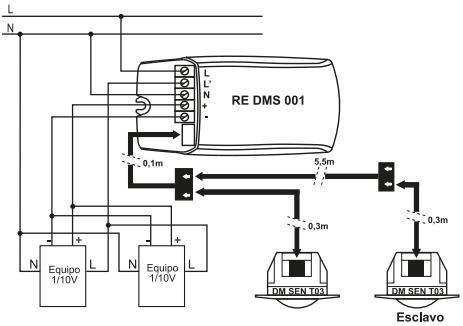 L
N
L
L'
N
+
-
RE DMS 001
0,1m
5,5m
0,3m
0,3m
- +
- +
N Equipo 1/10V L
N Equipo 1/10V L
DM SEN T03
DM SEN T03
Esclavo